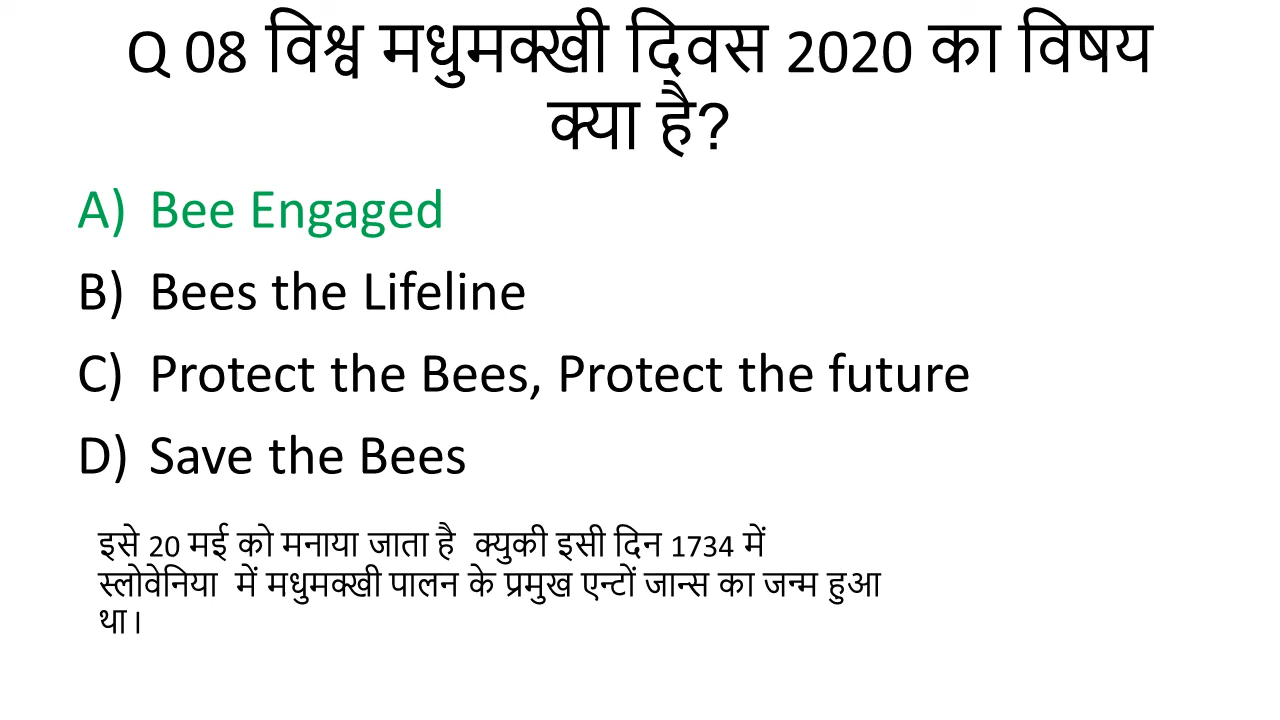 Q 08 विश्व मधुमक्खी दिवस 2020 का विषय
क्या है?
A) Bee Engaged
B) Bees the Lifeline
C) Protect the Bees, Protect the future
D) Save the Bees
इसे 20 मई को मनाया जाता है क्युकी इसी दिन 1734 में
स्लोवेनिया में मधुमक्खी पालन के प्रमुख एन्टों जान्स का जन्म हुआ
था।